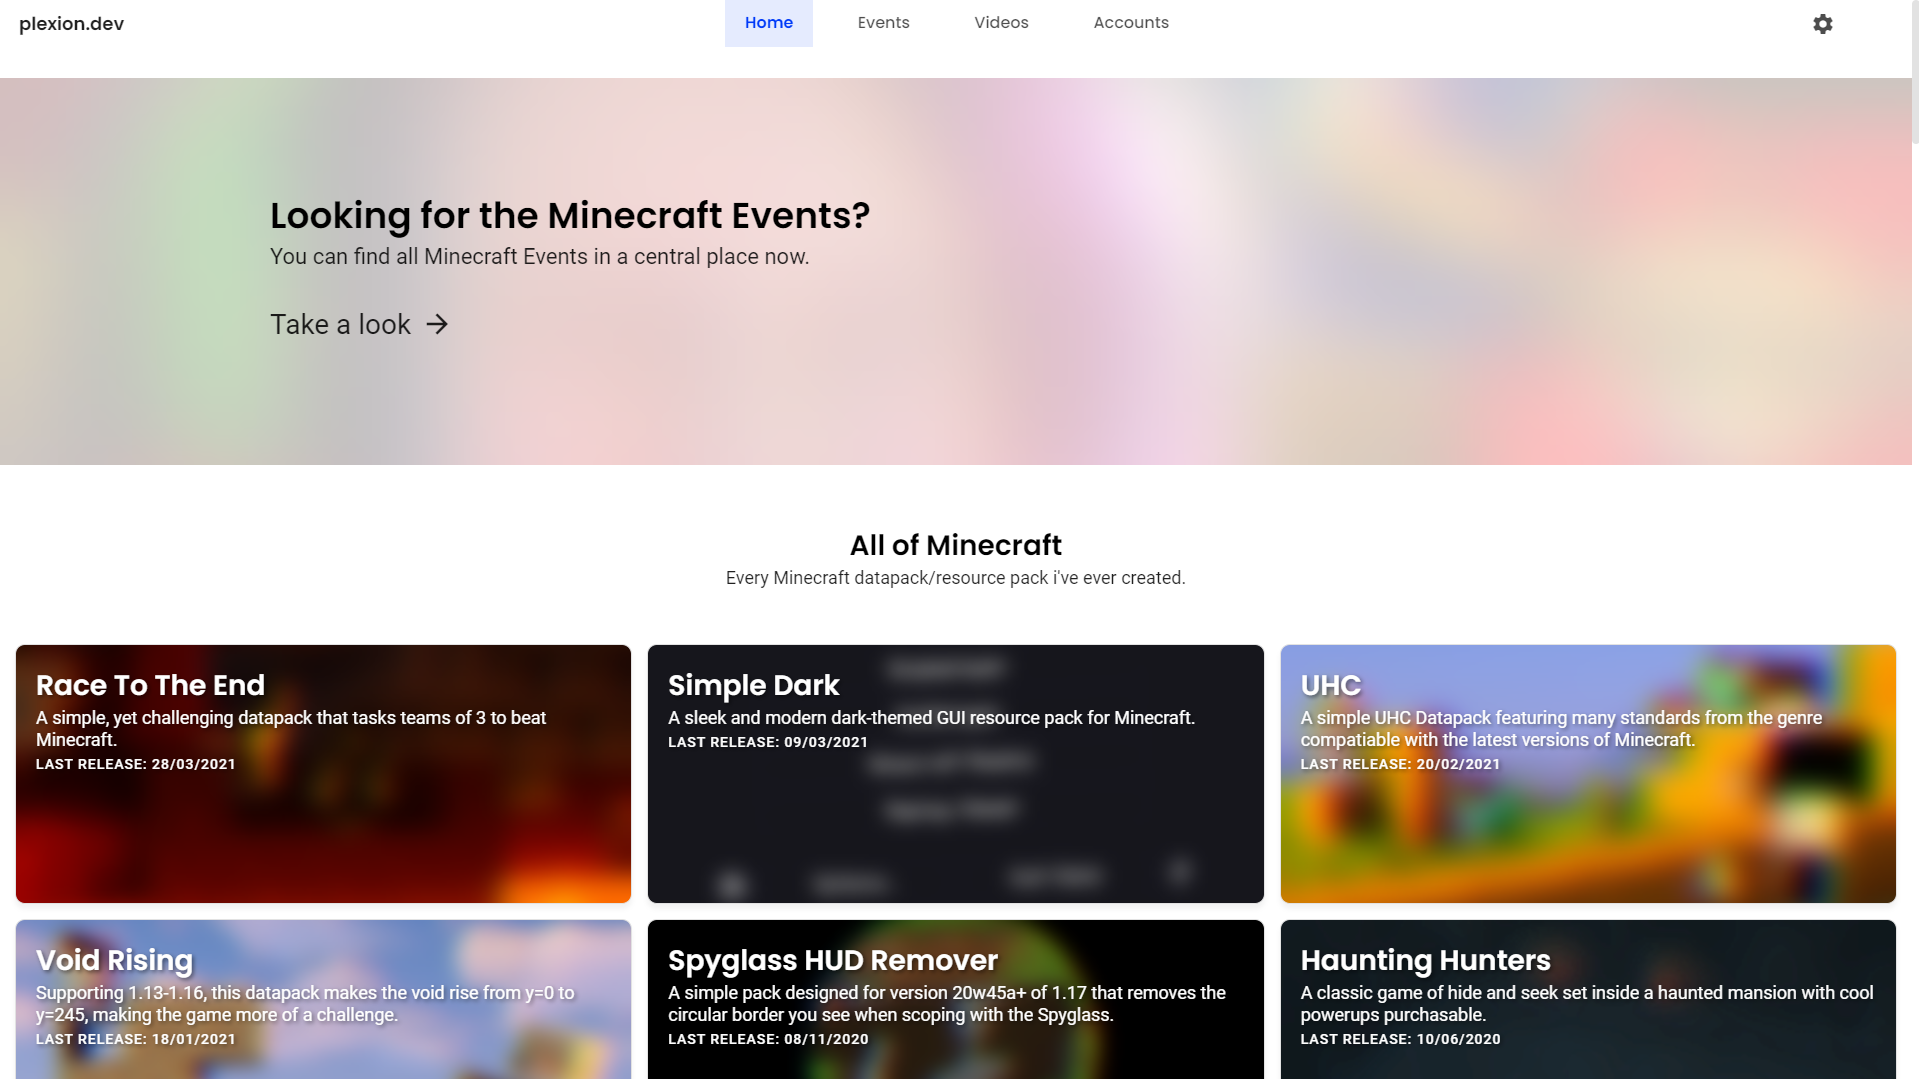 plexion.dev
Home
Events
Videos
Accounts
Looking for the Minecraft Events?
You can find all Minecraft Events in a central place now.
Take a look
All of Minecraft
Every Minecraft datapack/resource pack i've ever created.
Race To The End
A simple, yet challenging datapack that tasks teams of 3 to beat
Minecraft.
LAST RELEASE: 28/03/2021
Simple Dark
A sleek and modern dark-themed GUI resource pack for Minecraft.
LAST RELEASE: 09/03/2021
UHC
A simple UHC Datapack featuring many standards from the genre
compatiable with the latest versions of Minecraft.
LAST RELEASE: 20/02/2021
Void Rising
Supporting 1.13-1.16, this datapack makes the void rise from y=0 to
y=245, making the game more of a challenge.
LAST RELEASE: 18/01/2021
Spyglass HUD Remover
A simple pack designed for version 20w45a+ of 1.17 that removes the
circular border you see when scoping with the Spyglass.
LAST RELEASE: 08/11/2020
Haunting Hunters
A classic game of hide and seek set inside a haunted mansion with cool
powerups purchasable.
LAST RELEASE: 10/06/2020